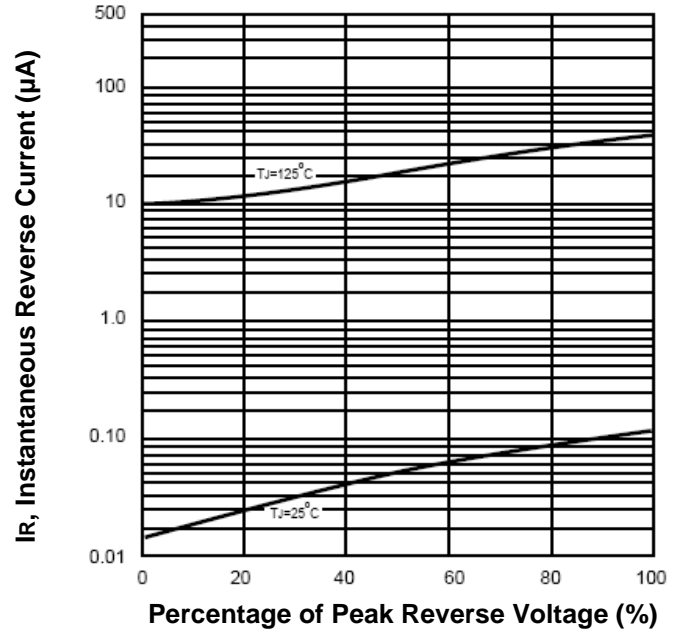 IR, Instantaneous Reverse Current (µA)
500
100
10
1.0
0.10
0.01
TJ=125°C
TJ=25°C
0 20 40 60 80 100
Percentage of Peak Reverse Voltage (%)